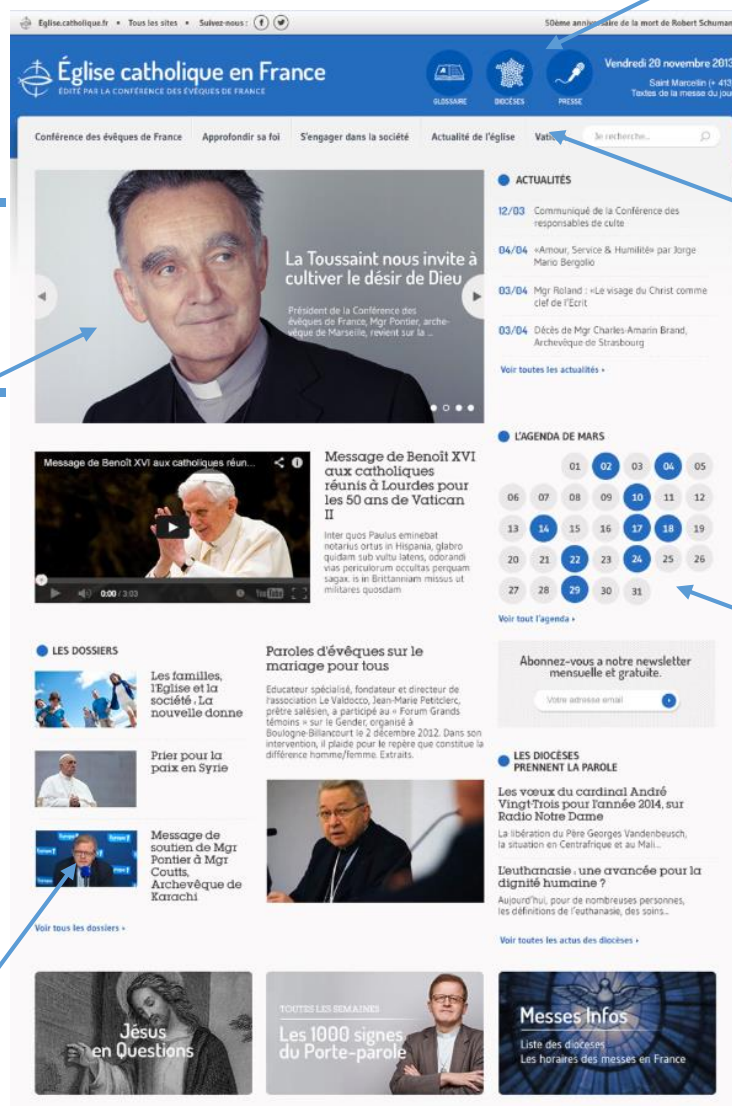 Eglise.catholique.fr • Tous les sites • Suivez-nous :
50ème anniversaire de la mort de Robert Schuman
Église catholique en France
ÉDITÉ PAR LA CONFÉRENCE DES ÉVÊQUES DE FRANCE
GLOSSAIRE
DIOCÈSES
PRESSE
Vendredi 20 novembre 2013
Saint Marcellin (+ 413
Textes de la messe du jour
Conférence des évêques de France
Approfondir sa foi
S'engager dans la société
Actualité de l'église
Je recherche...
La Toussaint nous invite à
cultiver le désir de Dieu
Président de la Conférence des
évêques de France, Mgr Pontier, arche-
vêque de Marseille, revient sur la ...
ACTUALITÉS
12/03 Communiqué de la Conférence des
responsables de culte
04/04 «Amour, Service & Humilité» par Jorge
Mario Bergolio
03/04 Mgr Roland : «Le visage du Christ comme
clef de l'Ecrit
03/04 Décès de Mgr Charles-Amarin Brand,
Archevêque de Strasbourg
Voir toutes les actualités
Message de Benoît XVI aux catholiques réun...
0:00 / 3:03
YouTube
Message de Benoît XVI
aux catholiques
réunis à Lourdes pour
les 50 ans de Vatican
II
Inter quos Paulus eminebat
notarius ortus in Hispania, glabro
quidam sub vultu latens, odorandi
vias periculorum occultas perquam
sagax. is in Brittanniam missus ut
militares quosdam
L'AGENDA DE MARS
01 02 03 04 05
06 07 08 09 10 11 12
13 14 15 16 17 18 19
20 21 22 23 24 25 26
27 28 29 30 31
Voir tout l'agenda
LES DOSSIERS
Les familles,
l'Eglise et la
société . La
nouvelle donne
Prier pour la
paix en Syrie
Message de
soutien de Mgr
Pontier à Mgr
Coutts,
Archevêque de
Karachi
Voir tous les dossiers
Paroles d'évêques sur le
mariage pour tous
Educateur spécialisé, fondateur et directeur de
l'association Le Valdocco, Jean-Marie Petitclerc,
prêtre salésien, a participé au « Forum Grands
témoins » sur le Gender, organisé à
Boulogne-Billancourt le 2 décembre 2012. Dans son
intervention, il plaide pour le repère que constitue la
différence homme/femme. Extraits.
Abonnez-vous a notre newsletter
mensuelle et gratuite.
Votre adresse email
LES DIOCÈSES
PRENNENT LA PAROLE
Les vœux du cardinal André
Vingt-Trois pour l'année 2014, sur
Radio Notre Dame
La libération du Père Georges Vandenbeusch,
la situation en Centrafrique et au Mali...
L'euthanasie : une avancée pour la
dignité humaine ?
Aujourd'hui, pour de nombreuses personnes,
les définitions de l'euthanasie, des soins...
Voir toutes les actus des diocèses
Jésus
en Questions
TOUTES LES SEMAINES
Les 1000 signes
du Porte-parole
Messes Infos
Liste des diocèses
Les horaires des messes en France